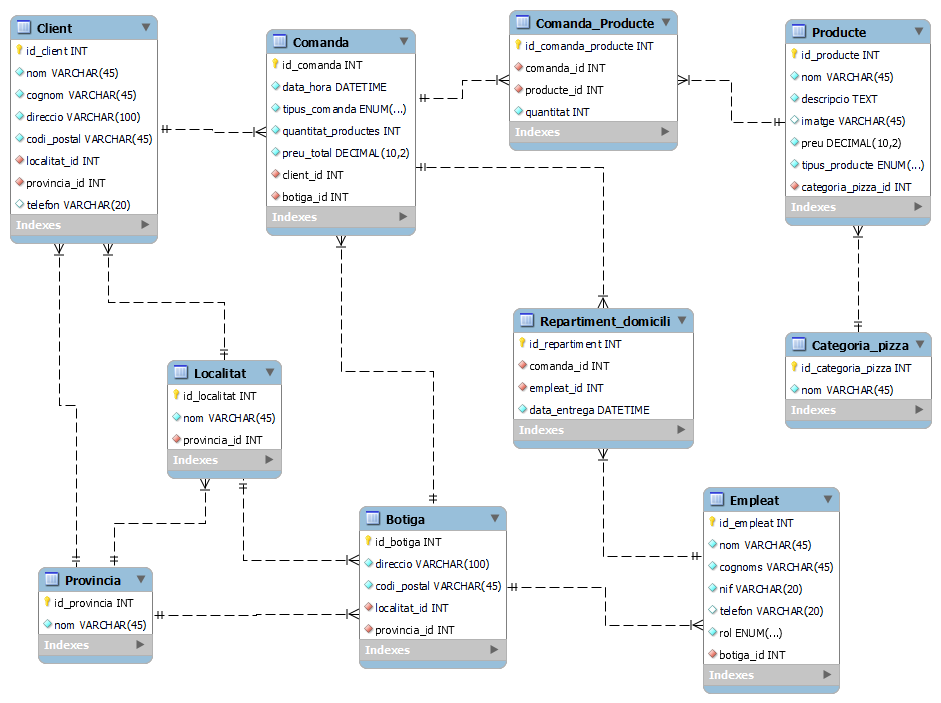 Client
id_client INT
nom VARCHAR(45)
cognom VARCHAR(45)
direccio VARCHAR(100)
codi_postal VARCHAR(45)
localitat_id INT
provincia_id INT
telefon VARCHAR(20)
Indexes
Comanda
id_comanda INT
data_hora DATETIME
tipus_comanda ENUM(...)
quantitat_productes INT
preu_total DECIMAL(10,2)
client_id INT
botiga_id INT
Indexes
Comanda_Producte
id_comanda_producte INT
comanda_id INT
producte_id INT
quantitat INT
Indexes
Producte
id_producte INT
nom VARCHAR(45)
descripcio TEXT
imatge VARCHAR(45)
preu DECIMAL(10,2)
tipus_producte ENUM(...)
categoria_pizza_id INT
Indexes
Localitat
id_localitat INT
nom VARCHAR(45)
provincia_id INT
Indexes
Repartiment_domicili
id_repartiment INT
comanda_id INT
empleat_id INT
data_entrega DATETIME
Indexes
Categoria_pizza
id_categoria_pizza INT
nom VARCHAR(45)
Indexes
Provincia
id_provincia INT
nom VARCHAR(45)
Indexes
Botiga
id_botiga INT
direccio VARCHAR(100)
codi_postal VARCHAR(45)
localitat_id INT
provincia_id INT
Indexes
Empleat
id_empleat INT
nom VARCHAR(45)
cognoms VARCHAR(45)
nif VARCHAR(20)
telefon VARCHAR(20)
rol ENUM(...)
botiga_id INT
Indexes